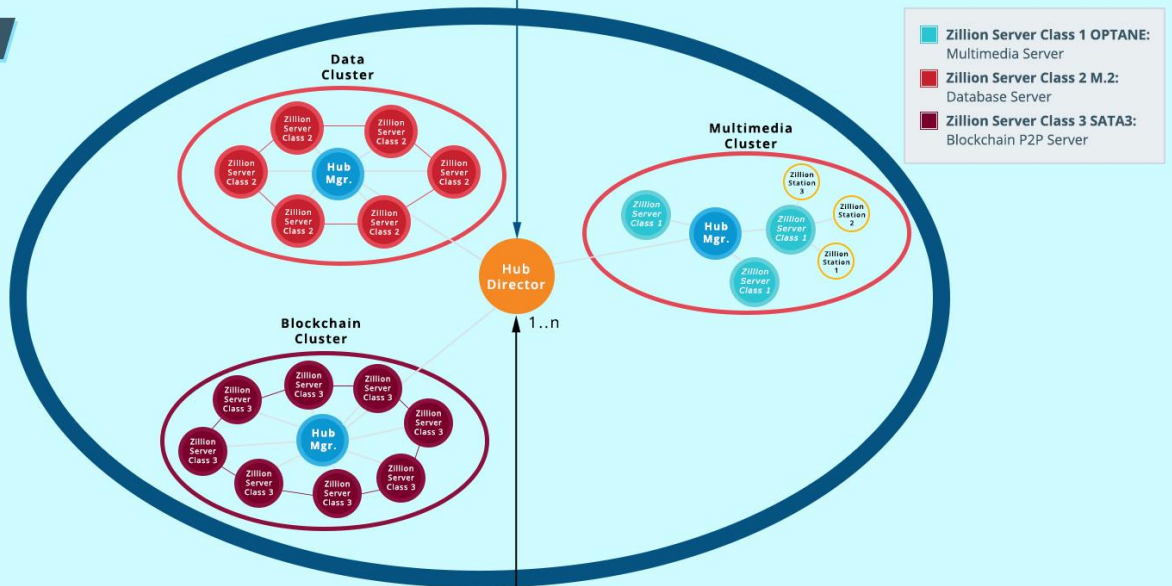 Zillion Server Class 1 OPTANE:
Multimedia Server
Zillion Server Class 2 M.2:
Database Server
Zillion Server Class 3 SATA3:
Blockchain P2P Server
Data
Cluster
Zillion
Server
Class 2
Zillion
Server
Class 2
Zillion
Server
Class 2
Hub
Mgr.
Zillion
Server
Class 2
Zillion
Server
Class 2
Zillion
Server
Class 2
Multimedia
Cluster
Zillion
Station
3
Zillion
Server
Class 1
Hub
Mgr.
Zillion
Server
Class 1
Zillion
Station
2
Zillion
Station
1
Zillion
Server
Class 1
Hub
Director
1..n
Blockchain
Cluster
Zillion
Server
Class 3
Zillion
Server
Class 3
Zillion
Server
Class 3
Zillion
Server
Class 3
Hub
Mgr.
Zillion
Server
Class 3
Zillion
Server
Class 3
Zillion
Server
Class 3
Zillion
Server
Class 3